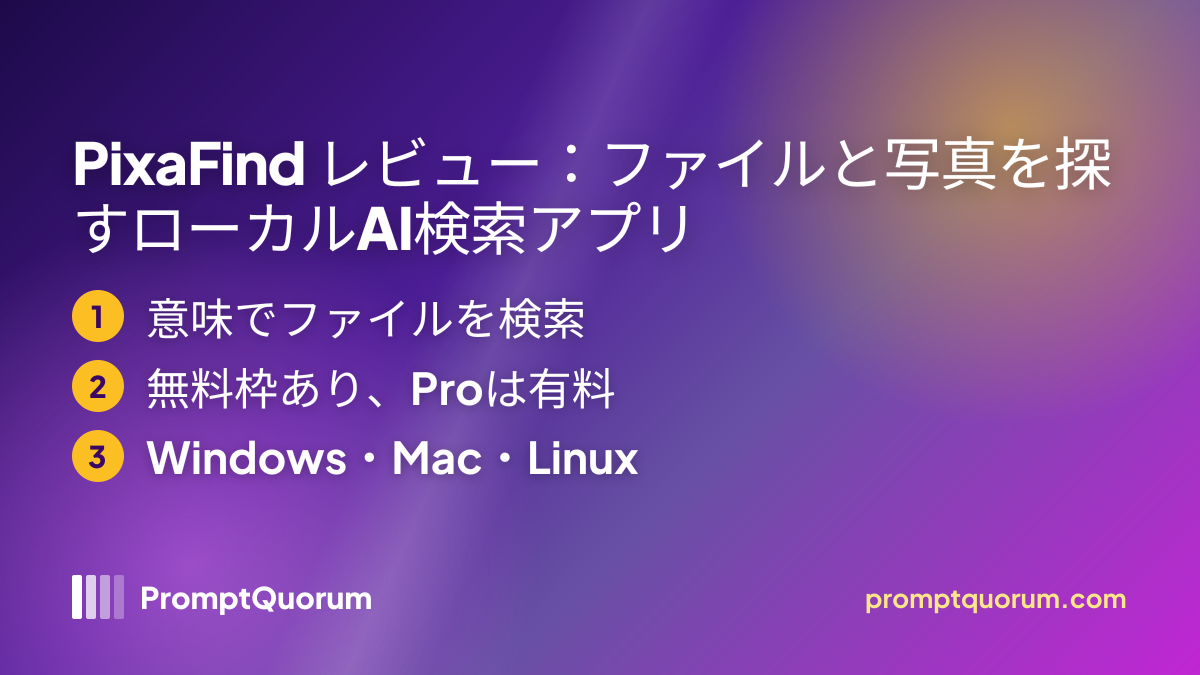 PixaFind レビュー：ファイルと写真を探
すローカルAI検索アプリ
1 意味でファイルを検索
2 無料枠あり、Proは有料
3 Windows・Mac・Linux
PromptQuorum
promptquorum.com